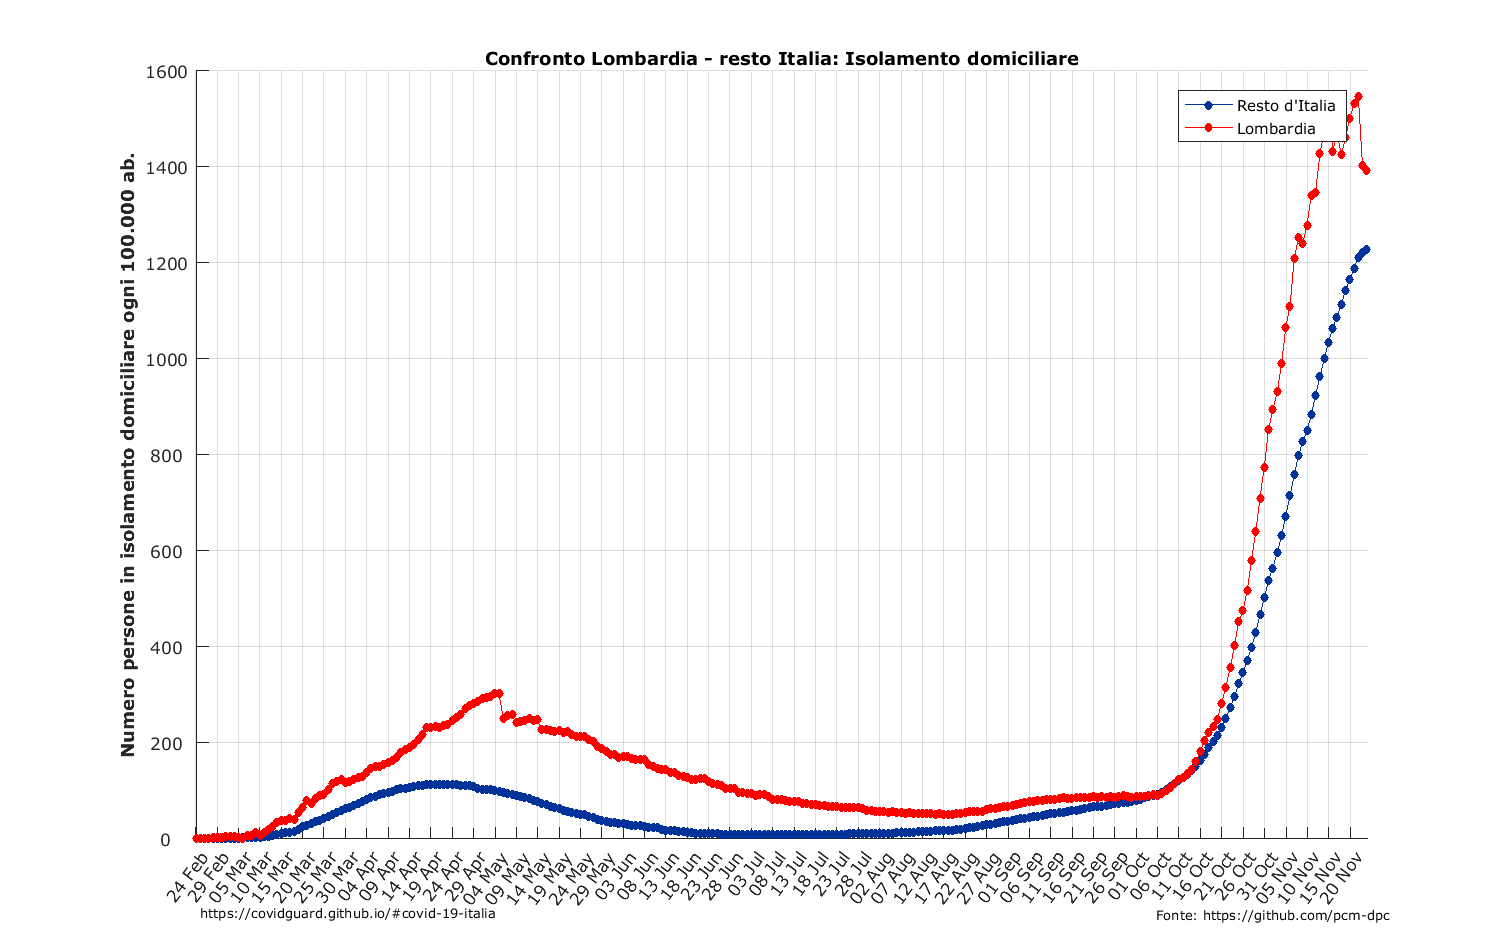 Confronto Lombardia - resto Italia: Isolamento domiciliare
Numero persone in isolamento domiciliare ogni 100.000 ab.
1600
1400
1200
1000
800
600
400
200
0
Resto d'Italia
Lombardia
24 Feb
29 Feb
05 Mar
10 Mar
15 Mar
20 Mar
25 Mar
30 Mar
04 Apr
09 Apr
14 Apr
19 Apr
24 Apr
29 Apr
04 May
09 May
14 May
19 May
24 May
29 May
03 Jun
08 Jun
13 Jun
18 Jun
23 Jun
28 Jun
03 Jul
08 Jul
13 Jul
18 Jul
23 Jul
28 Jul
02 Aug
07 Aug
12 Aug
17 Aug
22 Aug
27 Aug
01 Sep
06 Sep
11 Sep
16 Sep
21 Sep
26 Sep
01 Oct
06 Oct
11 Oct
16 Oct
21 Oct
26 Oct
31 Oct
05 Nov
10 Nov
15 Nov
20 Nov
https://covidguard.github.io/#covid-19-italia
Fonte: https://github.com/pcm-dpc